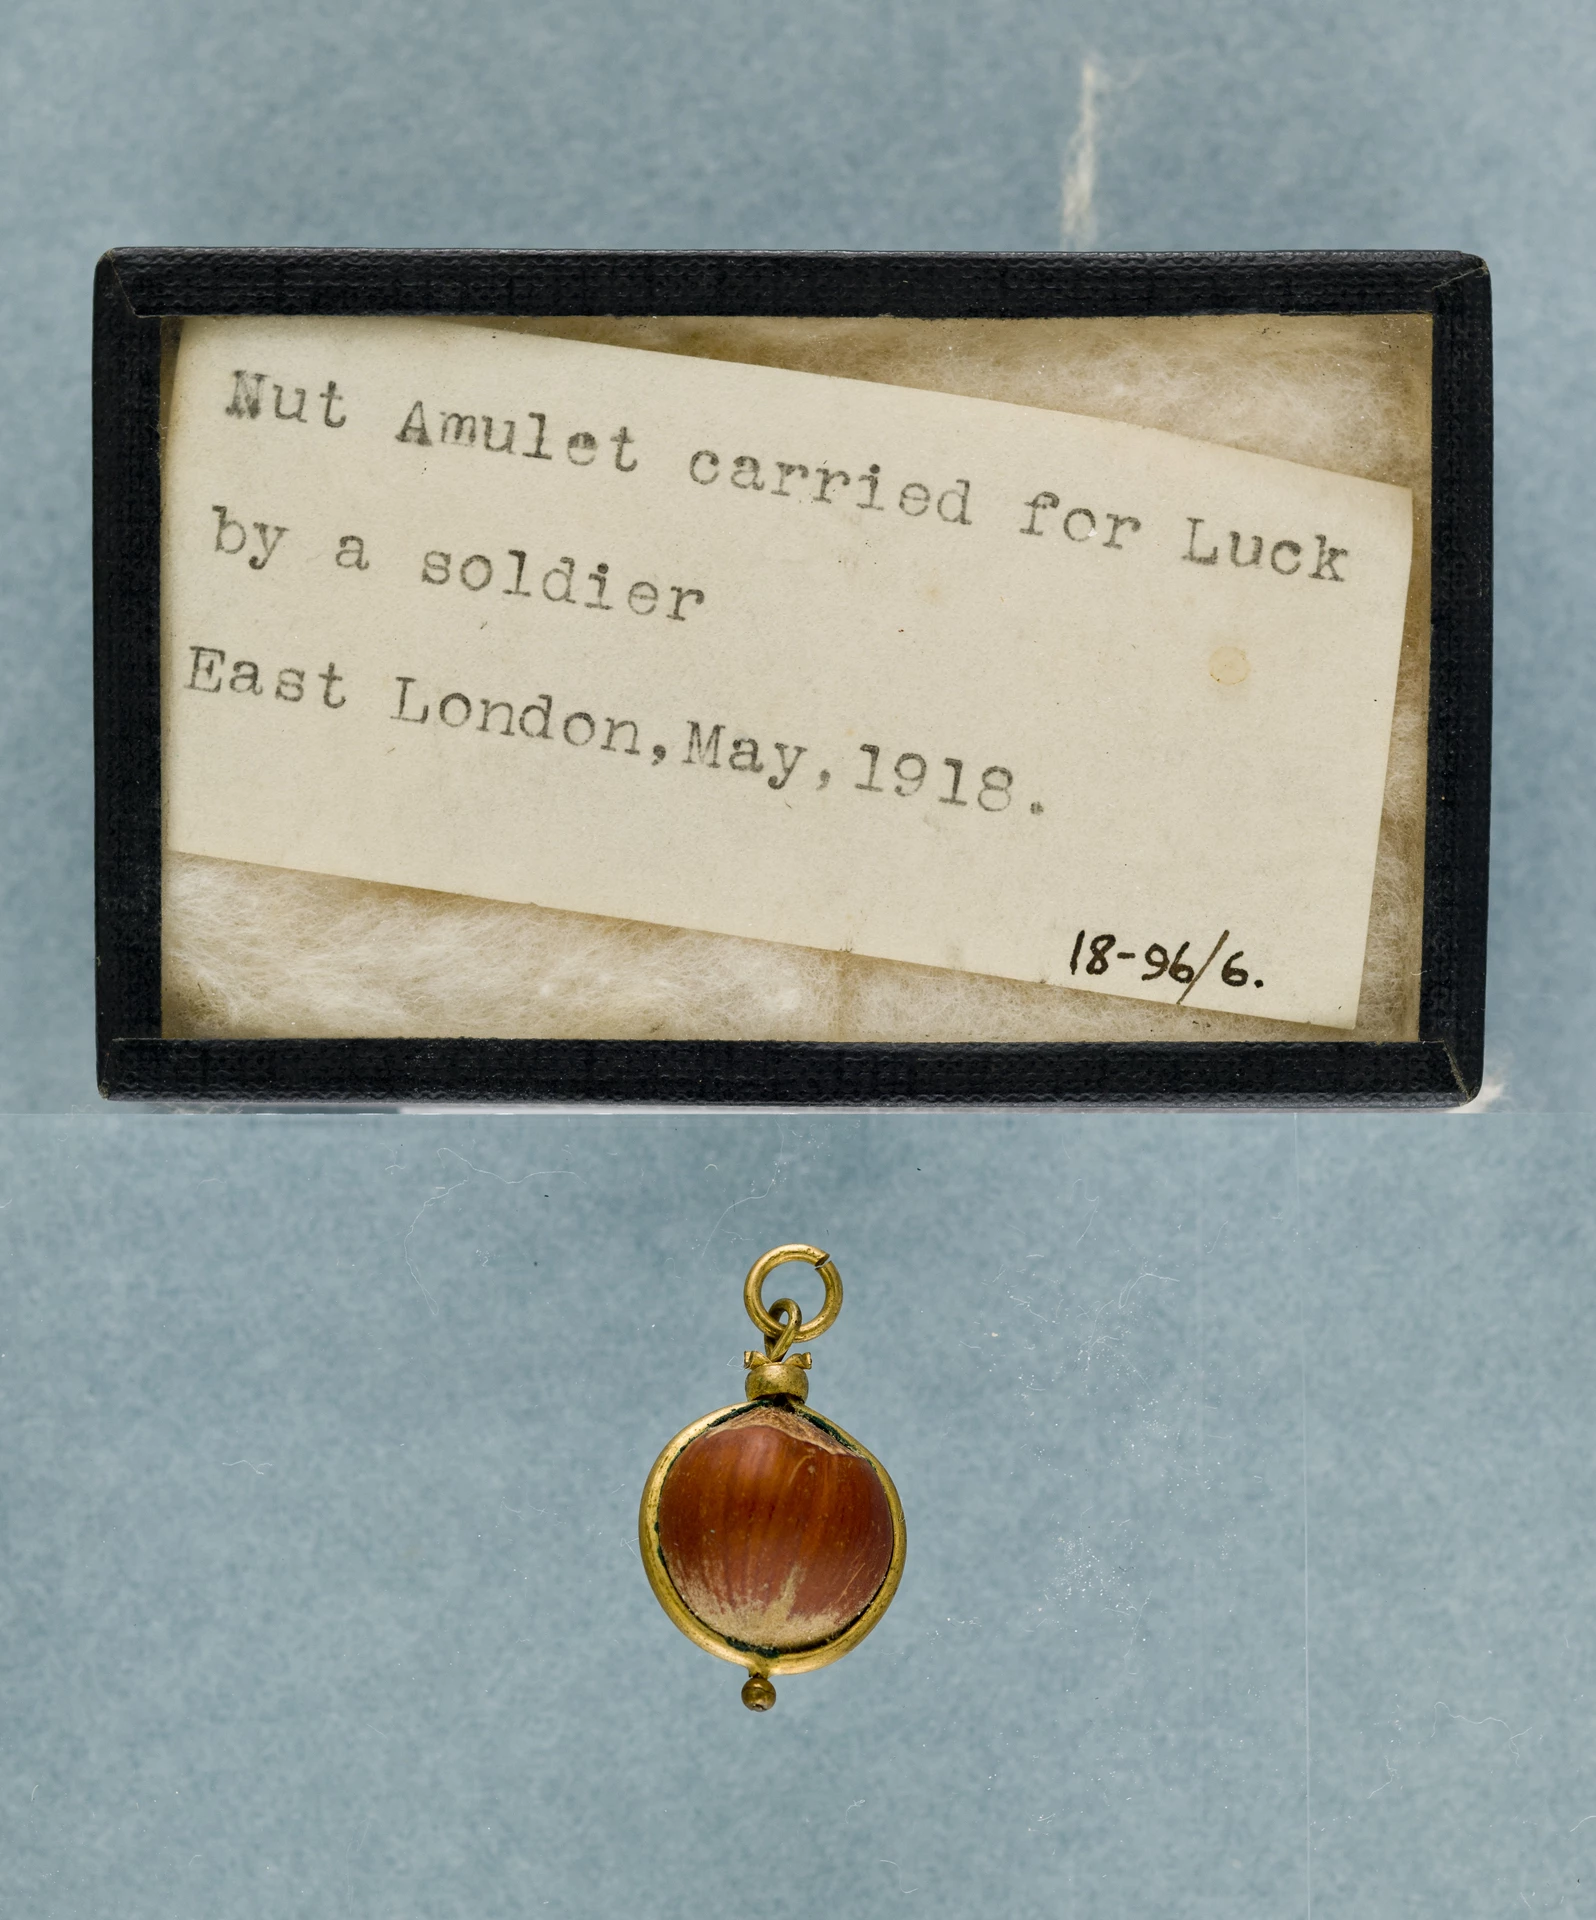 Nut Amulet carried for Luck
by a soldier
East London,May,1918.
18-96/6.